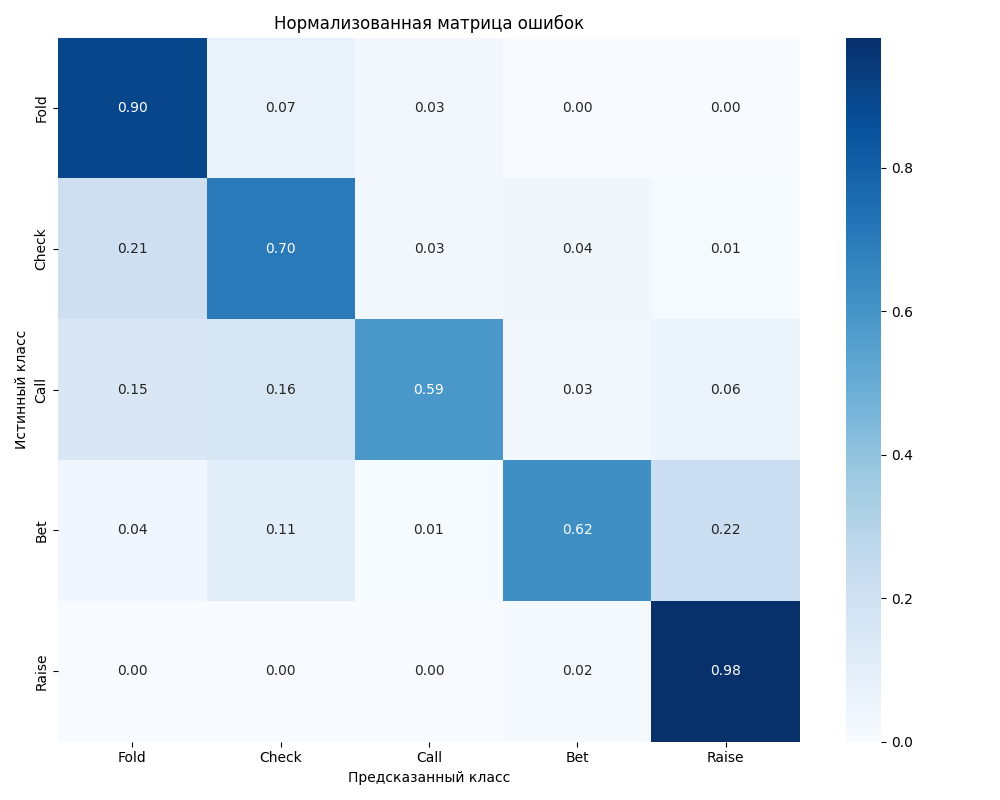 Нормализованная матрица ошибок
Истинный класс
Fold 0.90 0.07 0.03 0.00 0.00
Check 0.21 0.70 0.03 0.04 0.01
Call 0.15 0.16 0.59 0.03 0.06
Bet 0.04 0.11 0.01 0.62 0.22
Raise 0.00 0.00 0.00 0.02 0.98
Fold Check Call Bet Raise
Предсказанный класс
0.8
0.6
0.4
0.2
0.0